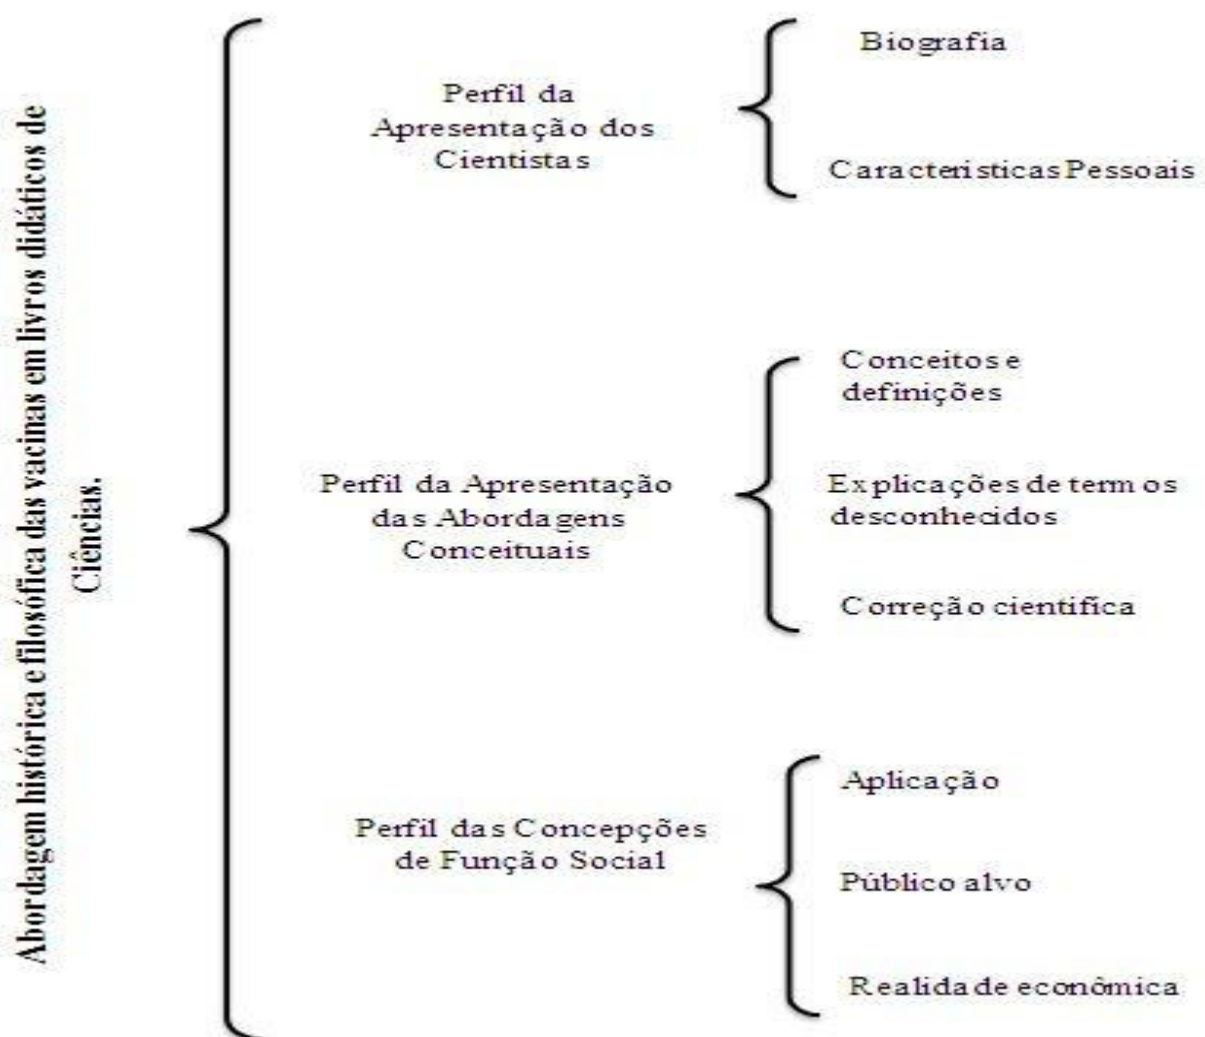 Abordagem histórica e filosófica das vacinas em livros didáticos de
Ciências.
Perfil da
Apresentação dos
Cientistas
Biografia
Características Pessoais
Perfil da Apresentação
das Abordagens
Conceituais
Conceitos e
definições
Explicações de termos
desconhecidos
Correção científica
Perfil das Concepções
de Função Social
Aplicação
Público alvo
Realidade econômica